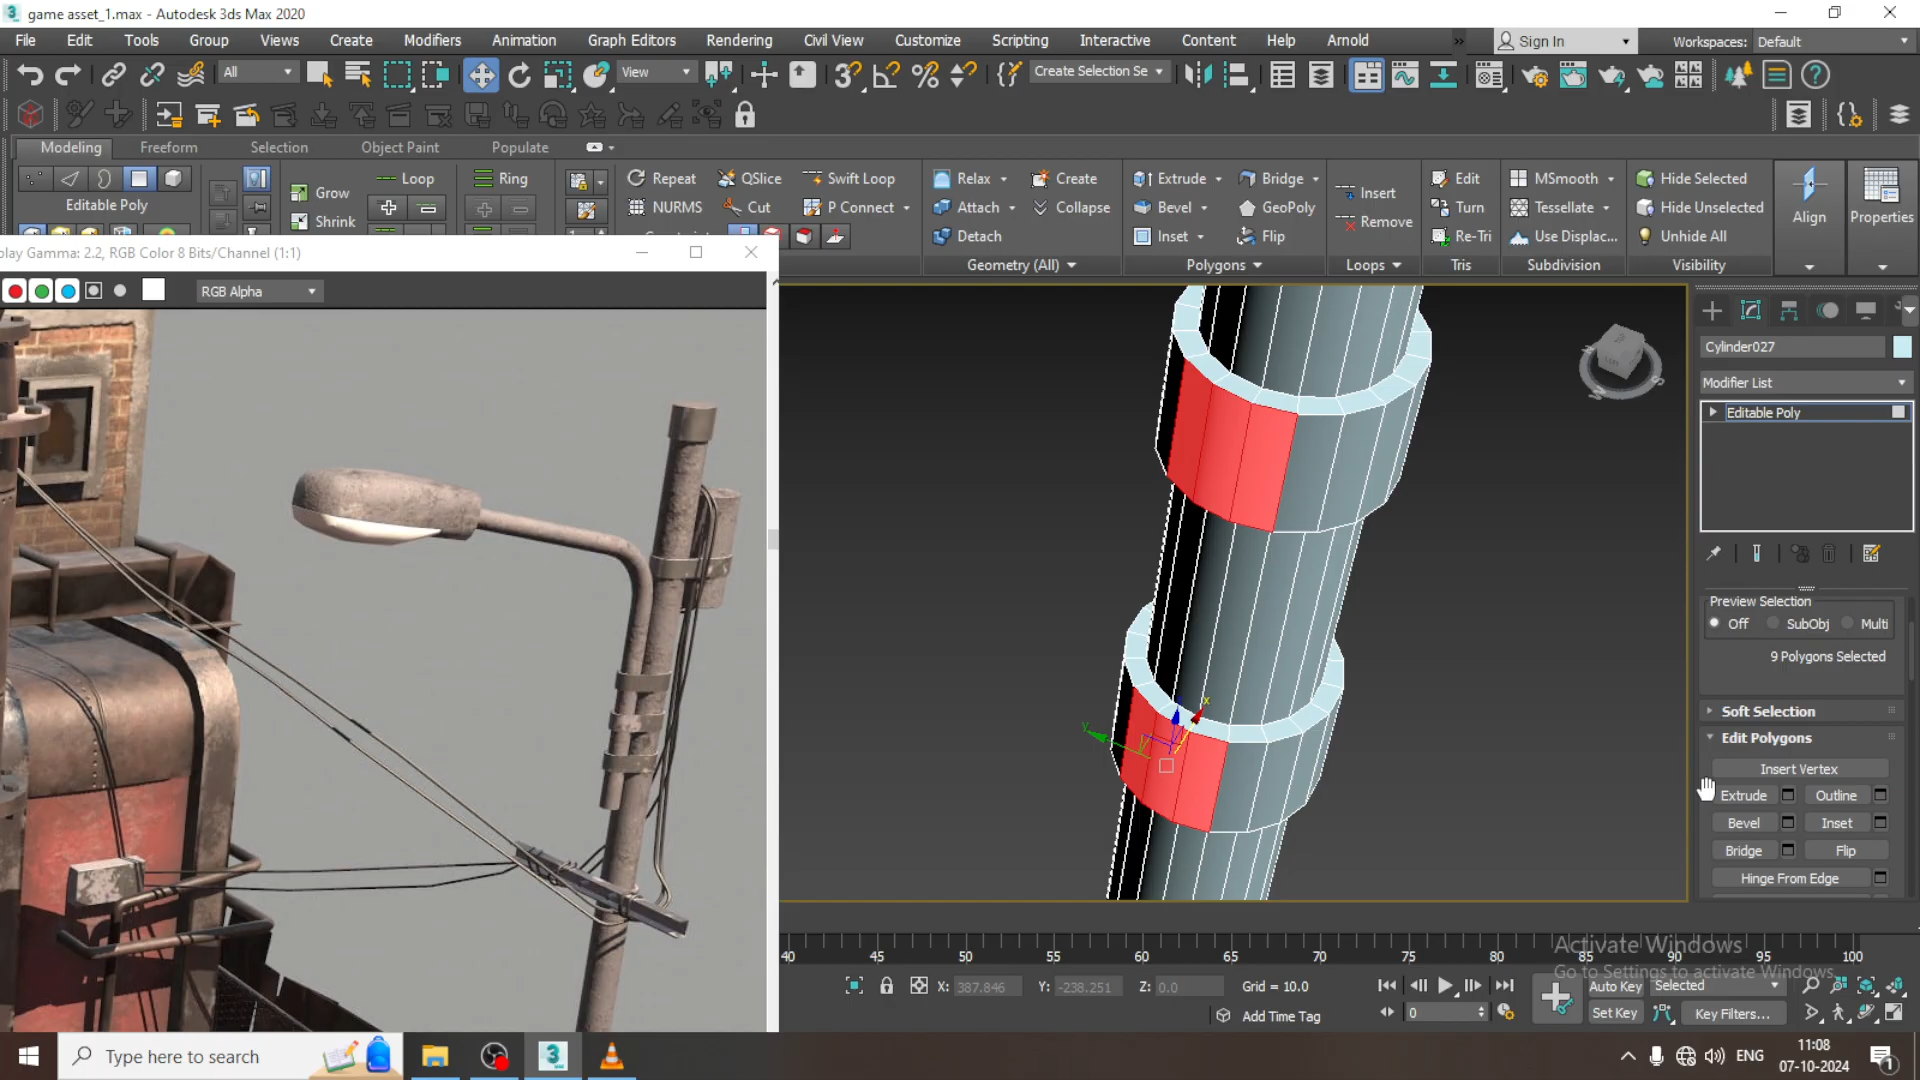 game asset_1.max - Autodesk 3ds Max 2020
File Edit Tools Group Views Create Modifiers Animation Graph Editors Rendering Civil View Customize Scripting Interactive Content Help Arnold Sign In Workspaces: Default
All View Create Selection Se
Modeling Freeform Selection Object Paint Populate
Grow Loop Ring Repeat QSlice Swift Loop Relax Create Extrude Bridge Insert Edit MSmooth Hide Selected
Editable Poly Shrink NURMS Cut P Connect Attach Collapse Bevel GeoPoly Remove Turn Tessellate Hide Unselected Align Properties
Detach Inset Flip Re-Tri Use Displac... Unhide All
Geometry (All) Polygons Loops Tris Subdivision Visibility
play Gamma: 2.2, RGB Color 8 Bits/Channel (1:1)
RGB Alpha
Cylinder027
Modifier List
Editable Poly
Preview Selection
Off SubObj Multi
9 Polygons Selected
Soft Selection
Edit Polygons
Insert Vertex
Extrude Outline
Bevel Inset
Bridge Flip
Hinge From Edge
y x
y
40 45 50 55 60 65 70 75 80 85 90 95 100
Activate Windows
Go to Settings to activate Windows.
X: 387.846 Y: -238.251 Z: 0.0 Grid = 10.0 Auto Key Selected
Add Time Tag 0 Set Key Key Filters...
Type here to search ENG 11:08
07-10-2024
1